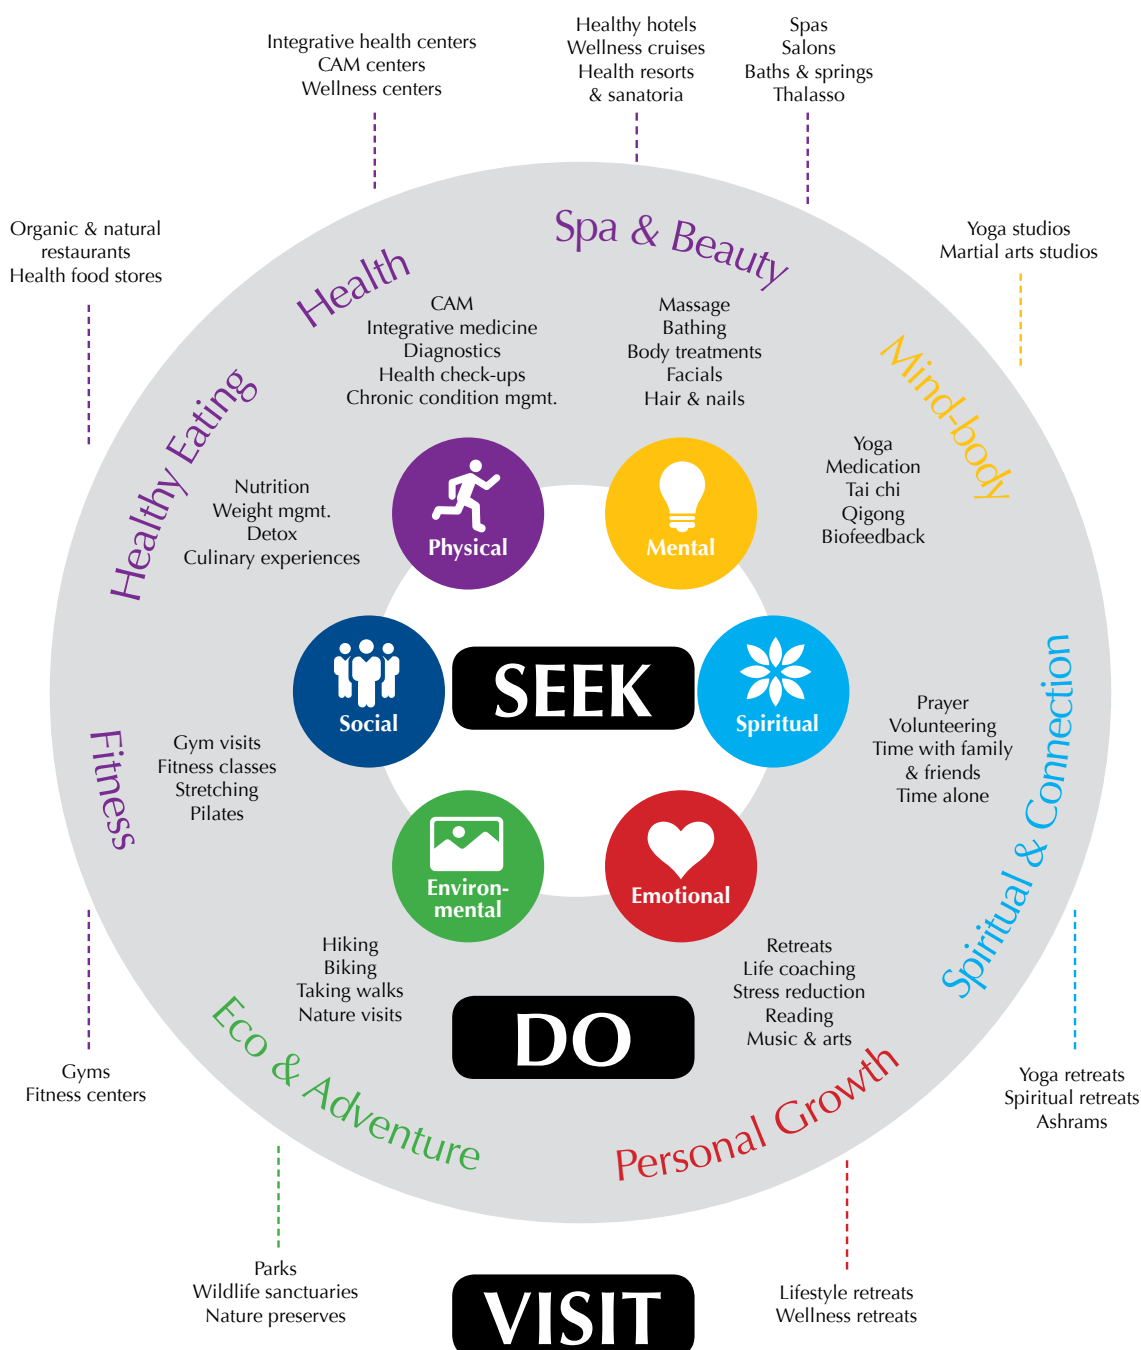 Integrative health centers
CAM centers
Wellness centers
Healthy hotels
Wellness cruises
Health resorts
& sanatoria
Spas
Salons
Baths & springs
Thalasso
Organic & natural
restaurants
Health food stores
Yoga studios
Martial arts studios
Health
Spa & Beauty
Mind-body
Healthy Eating
CAM
Integrative medicine
Diagnostics
Health check-ups
Chronic condition mgmt.
Massage
Bathing
Body treatments
Facials
Hair & nails
Yoga
Medication
Tai chi
Qigong
Biofeedback
Nutrition
Weight mgmt.
Detox
Culinary experiences
Physical
Mental
Social
SEEK
Spiritual
Prayer
Volunteering
Time with family
& friends
Time alone
Spiritual & Connection
Fitness
Gym visits
Fitness classes
Stretching
Pilates
Environ-
mental
Emotional
Hiking
Biking
Taking walks
Nature visits
DO
Retreats
Life coaching
Stress reduction
Reading
Music & arts
Eco & Adventure
Personal Growth
Gyms
Fitness centers
Yoga retreats
Spiritual retreats
Ashrams
Parks
Wildlife sanctuaries
Nature preserves
VISIT
Lifestyle retreats
Wellness retreats